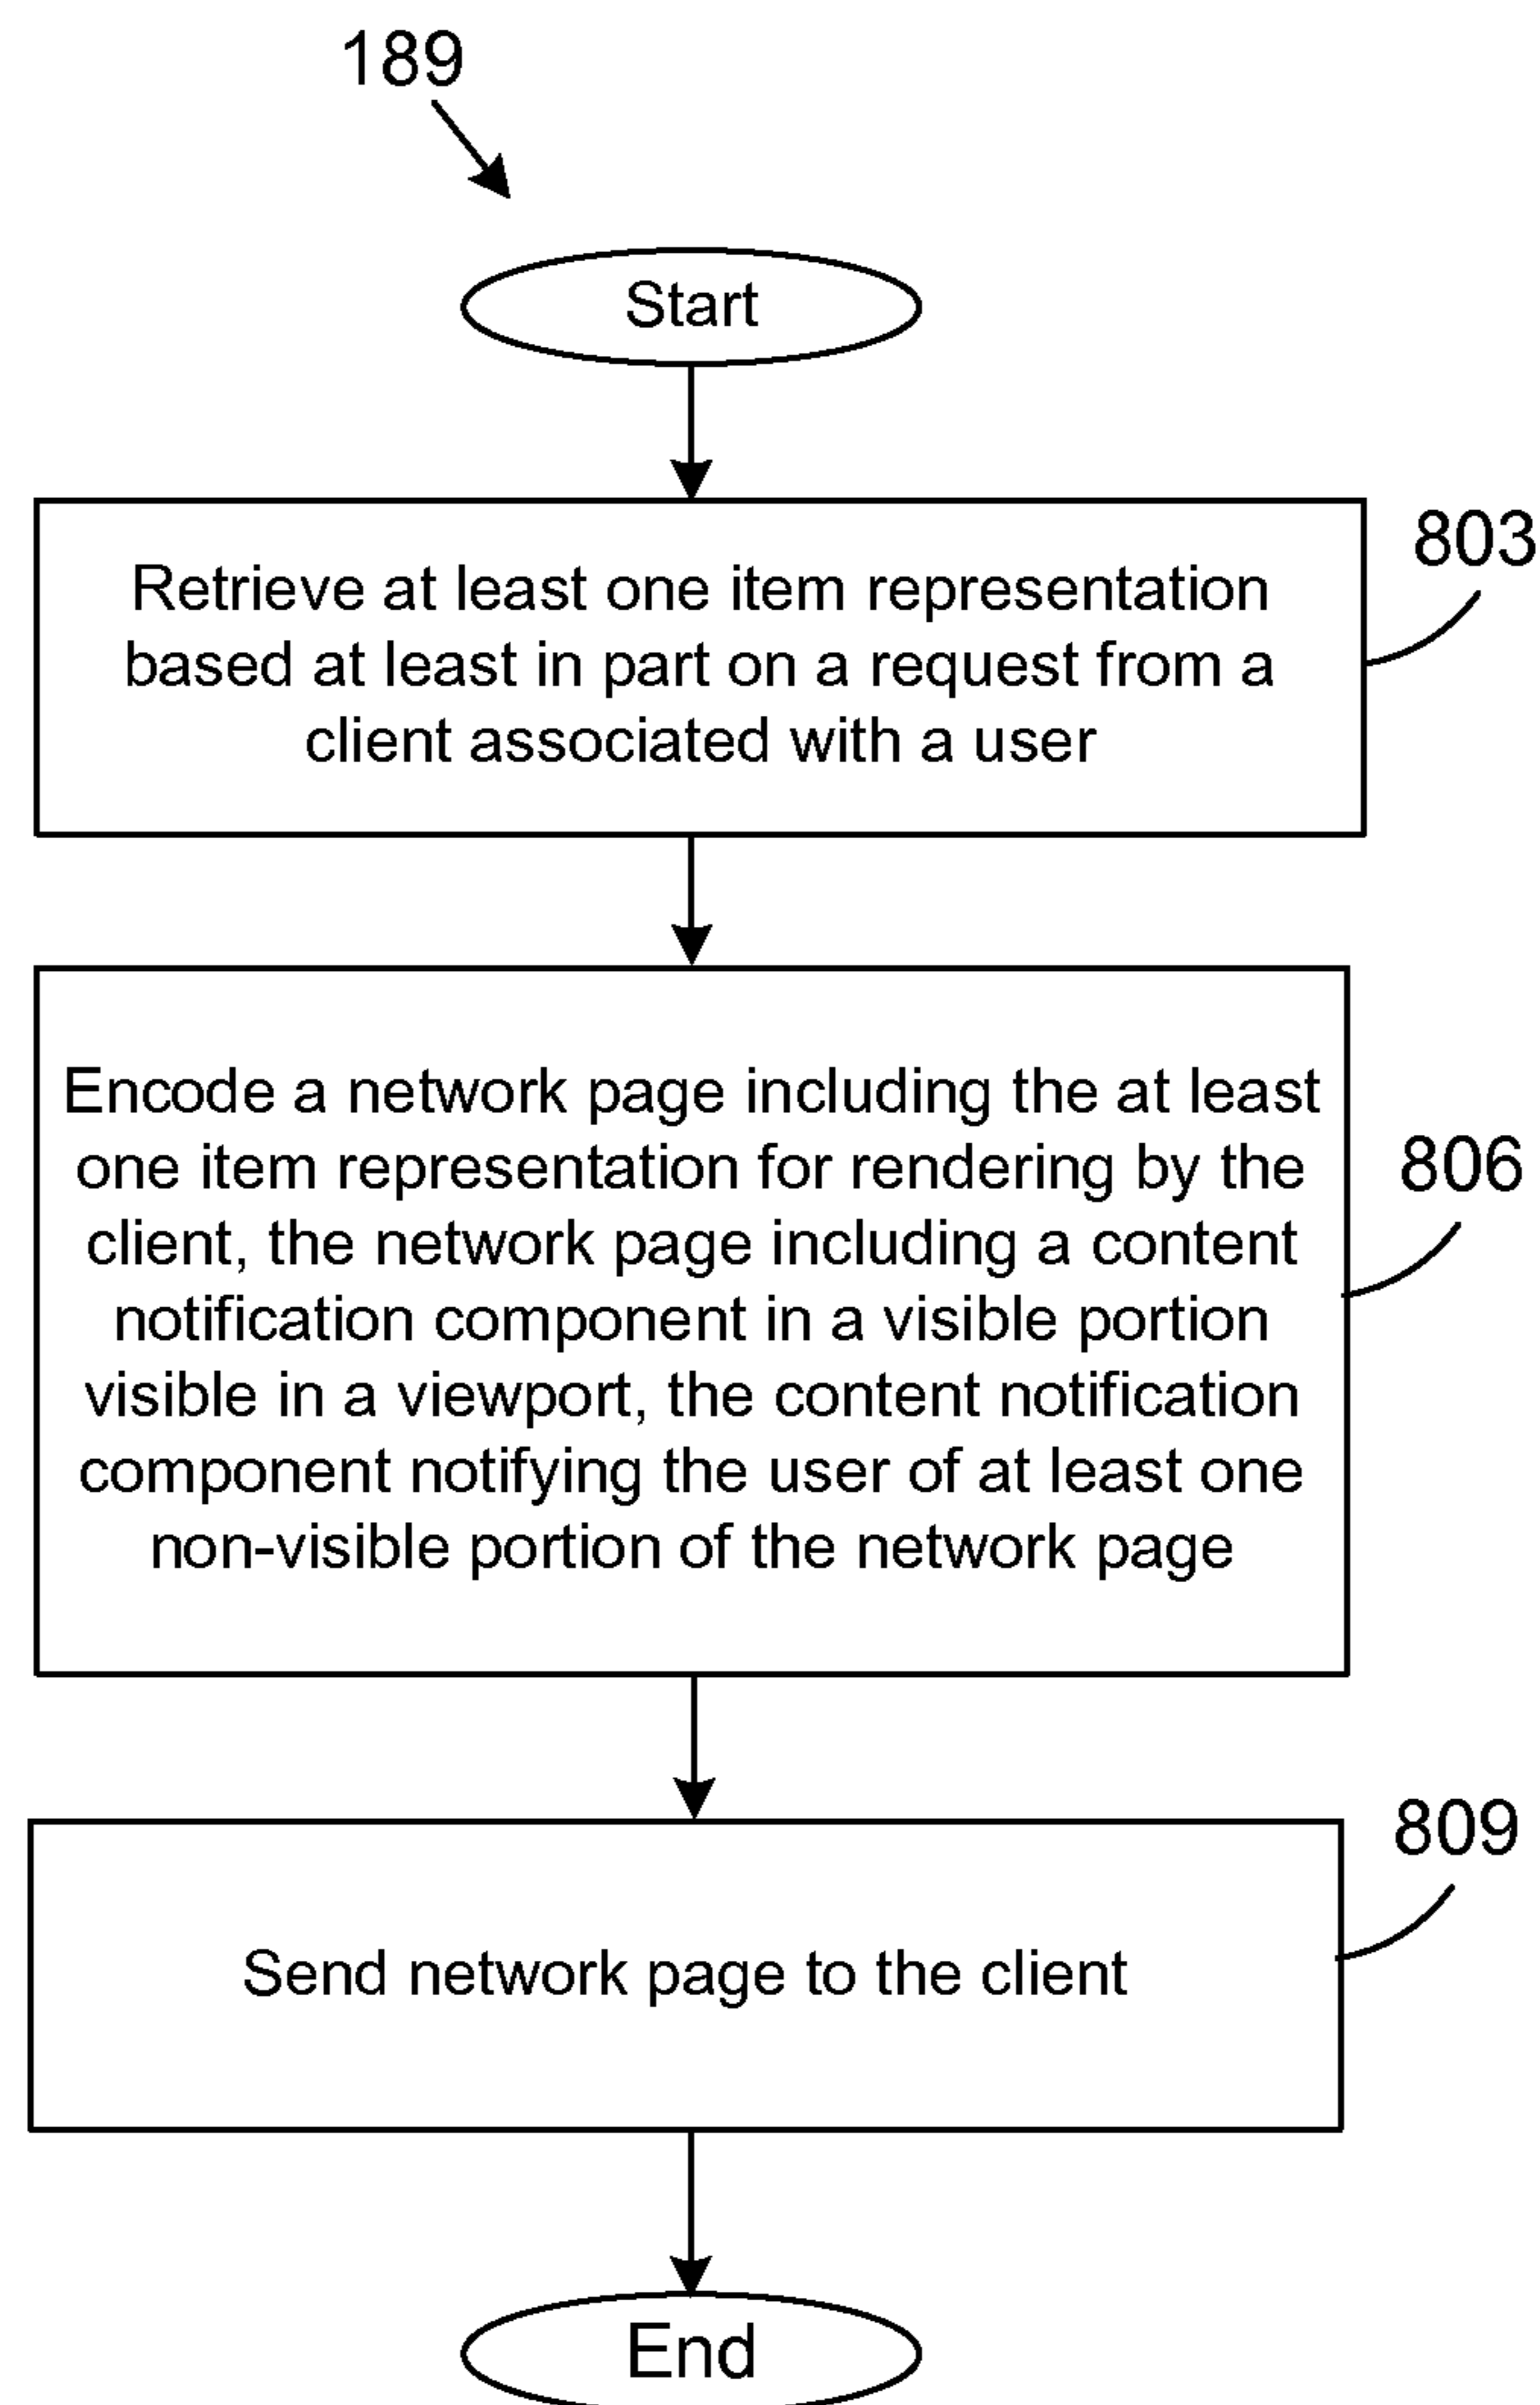 189
Start
803
Retrieve at least one item representation
based at least in part on a request from a
client associated with a user
806
Encode a network page including the at least
one item representation for rendering by the
client, the network page including a content
notification component in a visible portion
visible in a viewport, the content notification
component notifying the user of at least one
non-visible portion of the network page
809
Send network page to the client
End